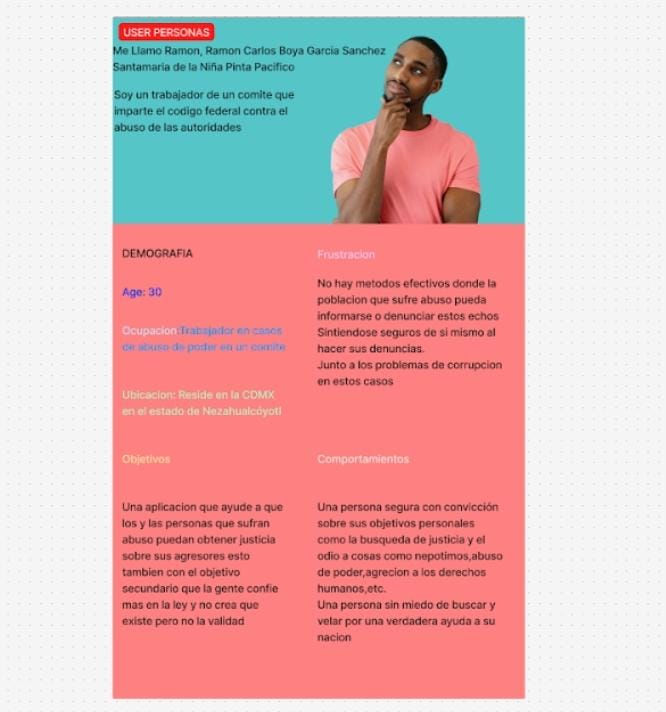 USER PERSONAS
Me Llamo Ramon, Ramon Carlos Boya Garcia Sanchez
Santamaria de la Niña Pinta Pacifico
Soy un trabajador de un comite que
imparte el codigo federal contra el
abuso de las autoridades
DEMOGRAFIA
Age: 30
Ocupacion:Trabajador en casos
de abuso de poder en un comite
Ubicacion: Reside en la CDMX
en el estado de Nezahualcóyotl
Frustracion
No hay metodos efectivos donde la
poblacion que sufre abuso pueda
informarse o denunciar estos echos
Sintiendose seguros de si mismo al
hacer sus denuncias.
Junto a los problemas de corrupcion
en estos casos
Objetivos
Una aplicacion que ayude a que
los y las personas que sufran
abuso puedan obtener justicia
sobre sus agresores esto
tambien con el objetivo
secundario que la gente confie
mas en la ley y no crea que
existe pero no la validad
Comportamientos
Una persona segura con convicción
sobre sus objetivos personales
como la busqueda de justicia y el
odio a cosas como nepotimos,abuso
de poder,agrecion a los derechos
humanos,etc.
Una persona sin miedo de buscar y
velar por una verdadera ayuda a su
nacion